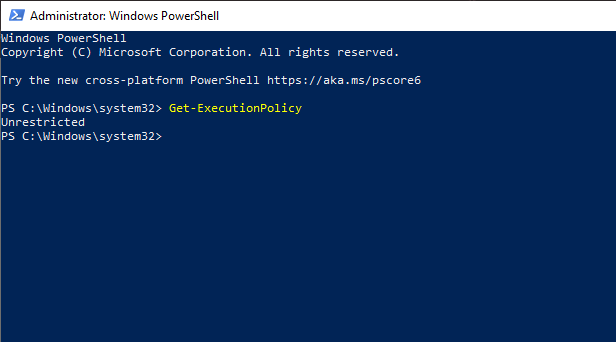 Administrator: Windows PowerShell
Windows PowerShell
Copyright (C) Microsoft Corporation. All rights reserved.
Try the new cross-platform PowerShell https://aka.ms/pscore6
PS C:\Windows\system32> Get-ExecutionPolicy
Unrestricted
PS C:\Windows\system32>